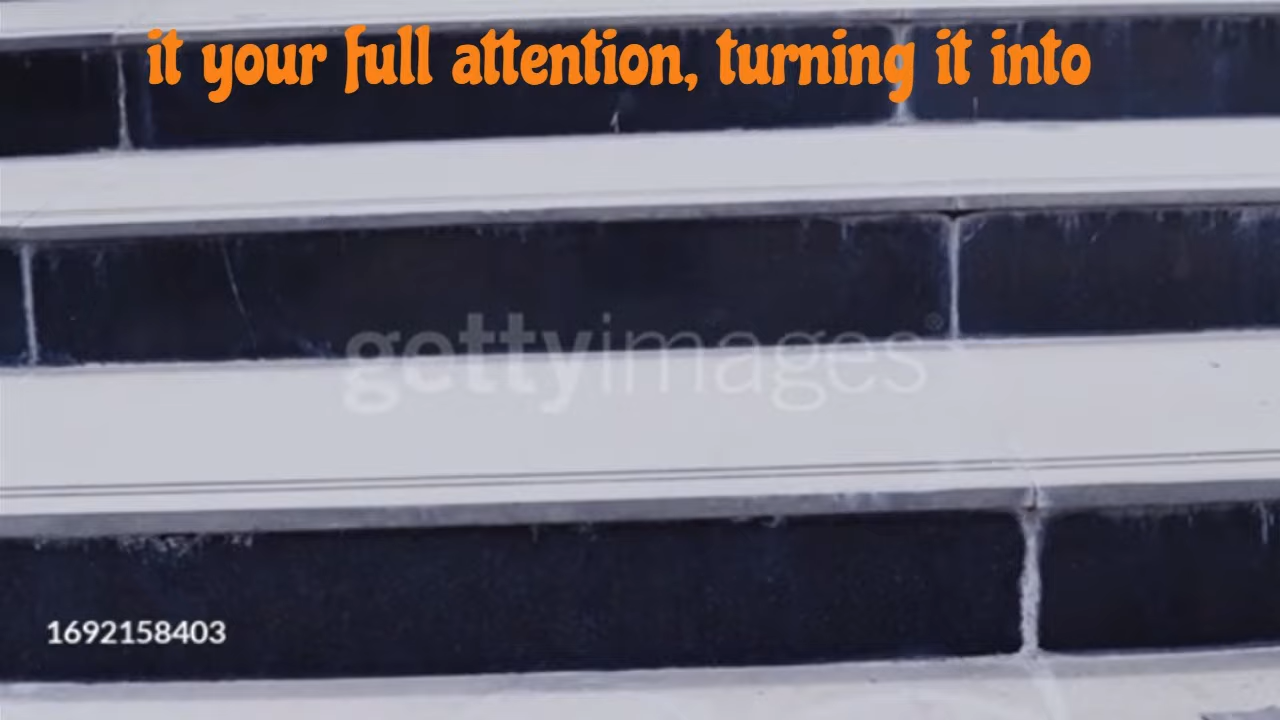 it your full attention, turning it into
gettyimages®
1692158403